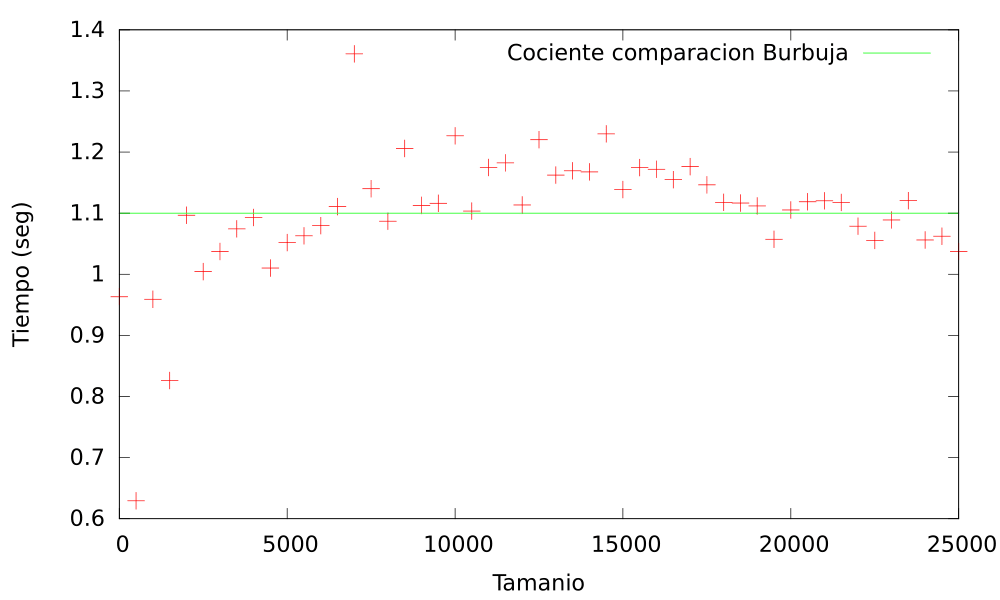 1.4
Cociente comparacion Burbuja
1.3
1.2
1.1
1
0.9
0.8
0.7
0.6
Tiempo (seg)
0 5000 10000 15000 20000 25000
Tamanio